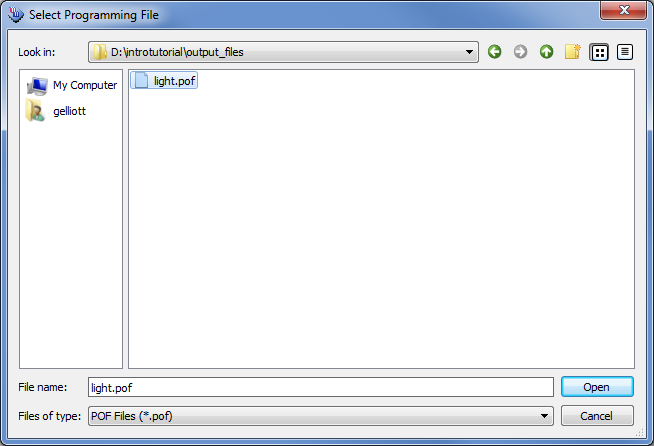 Select Programming File
Look in: D:\introtutorial\output_files
My Computer
gelliott
light.pof
File name: light.pof Open
Files of type: POF Files (*.pof) Cancel